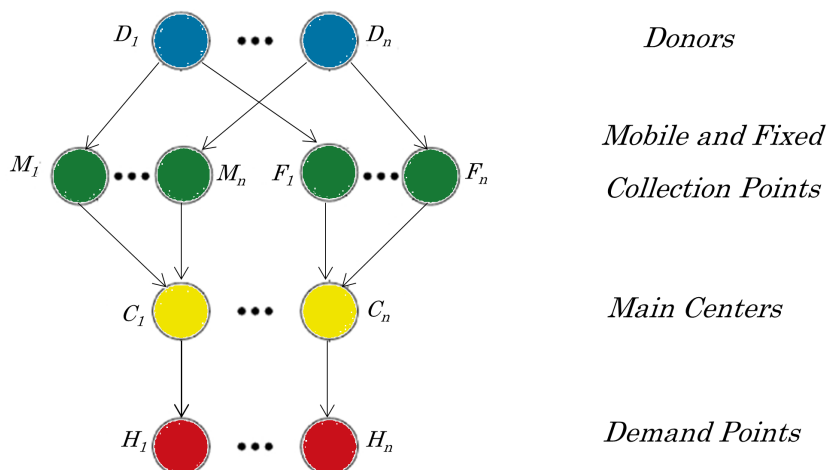 D₁ ••• Dₙ Donors
Mobile and Fixed
M₁ ••• Mₙ F₁ ••• Fₙ
Collection Points
C₁ ••• Cₙ Main Centers
H₁ ••• Hₙ Demand Points